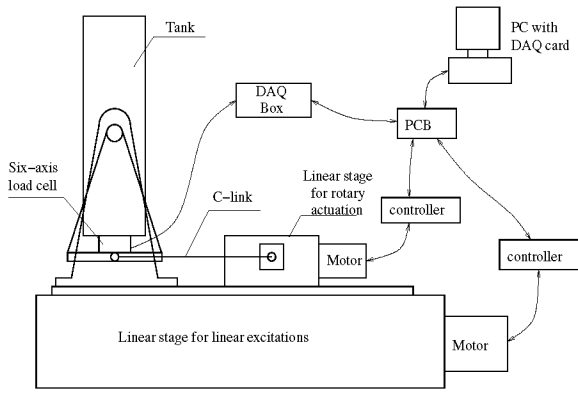 Tank
PC with
DAQ card
DAQ
Box
PCB
Six-axis
load cell
C-link
Linear stage
for rotary
actuation
controller
Motor
controller
Linear stage for linear excitations
Motor